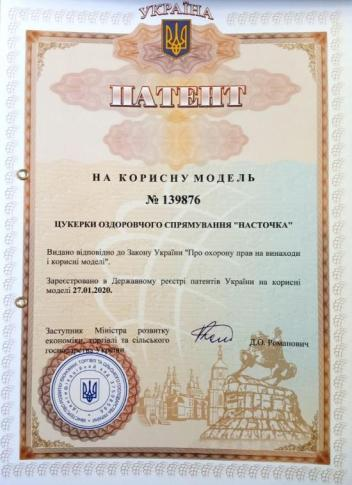 УКРАЇНА
ПАТЕНТ
НА КОРИСНУ МОДЕЛЬ
№ 139876
ЦУКЕРКИ ОЗДОРОВЧОГО СПРЯМУВАННЯ "НАСТОЧКА"
Видано відповідно до Закону України "Про охорону прав на винаходи
і корисні моделі".
Зареєстровано в Державному реєстрі патентів України на корисні
моделі 27.01.2020.
Заступник Міністра розвитку
економіки, торгівлі та сільського
господарства України
Д.О. Романович